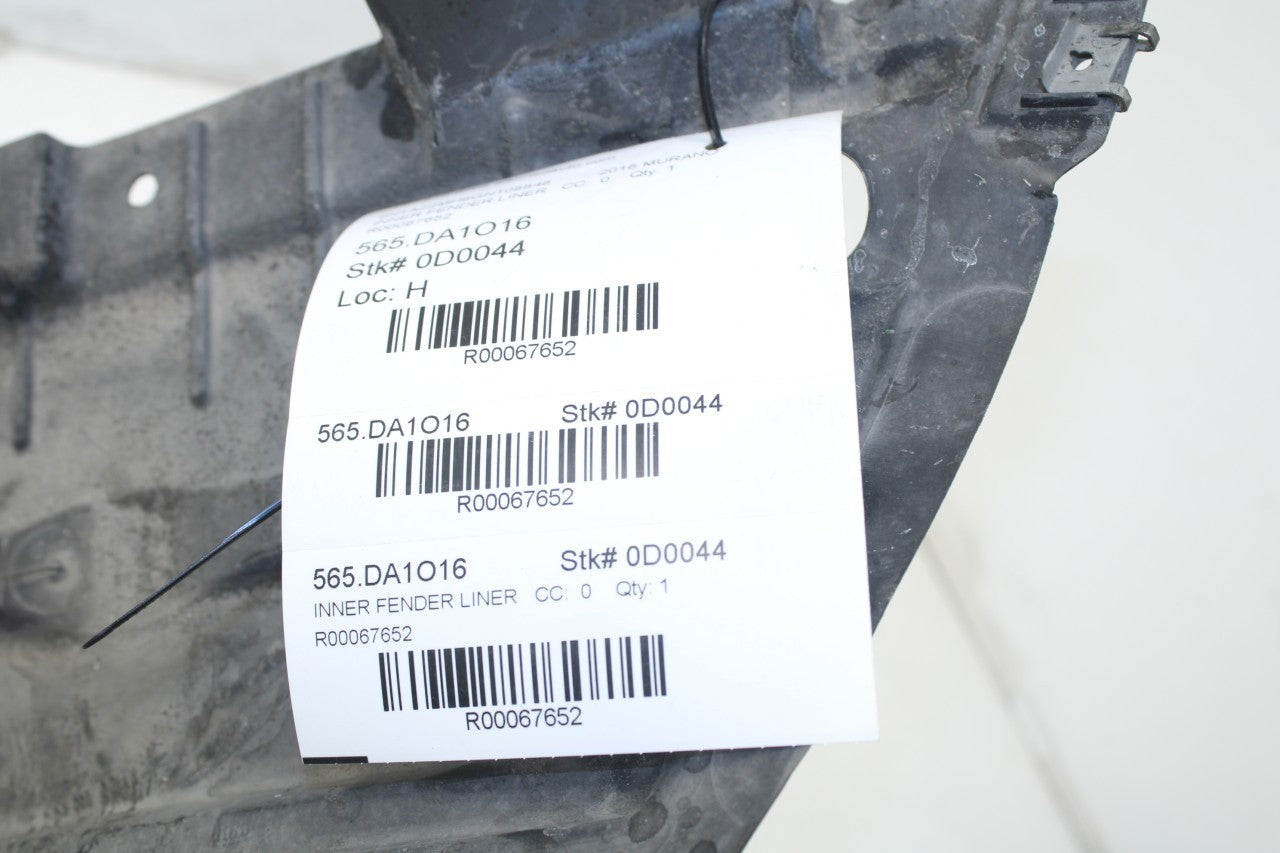 2016 MURANO
INNER FENDER LINER CC: 0 Qty: 1
R00067652
565.DA1O16
Stk# 0D0044
Loc: H
R00067652
565.DA1O16 Stk# 0D0044
R00067652
565.DA1O16 Stk# 0D0044
INNER FENDER LINER CC: 0 Qty: 1
R00067652
R00067652